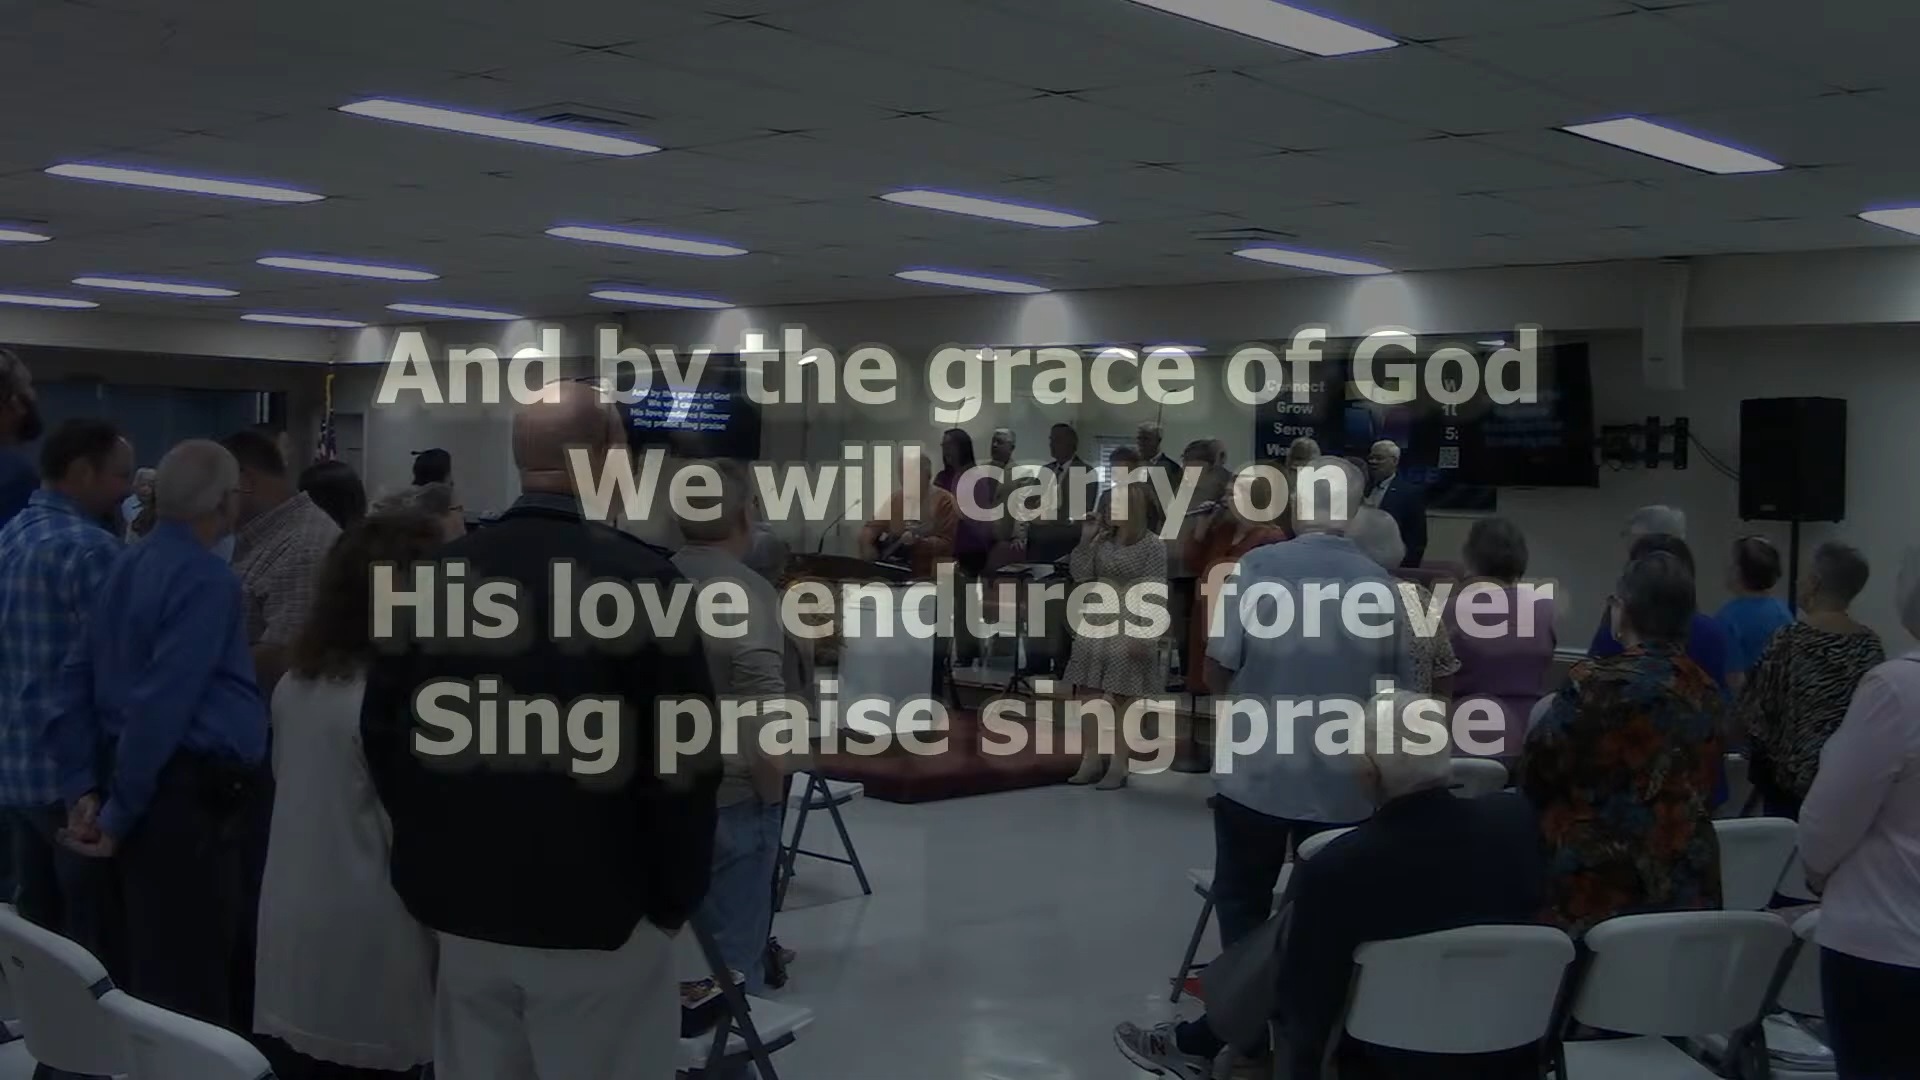 And by the grace of God
We will carry on
His love endures forever
Sing praise sing praise
And by the grace of God
We will carry on
His love endures forever
Sing praise sing praise
Connect
Grow
Serve